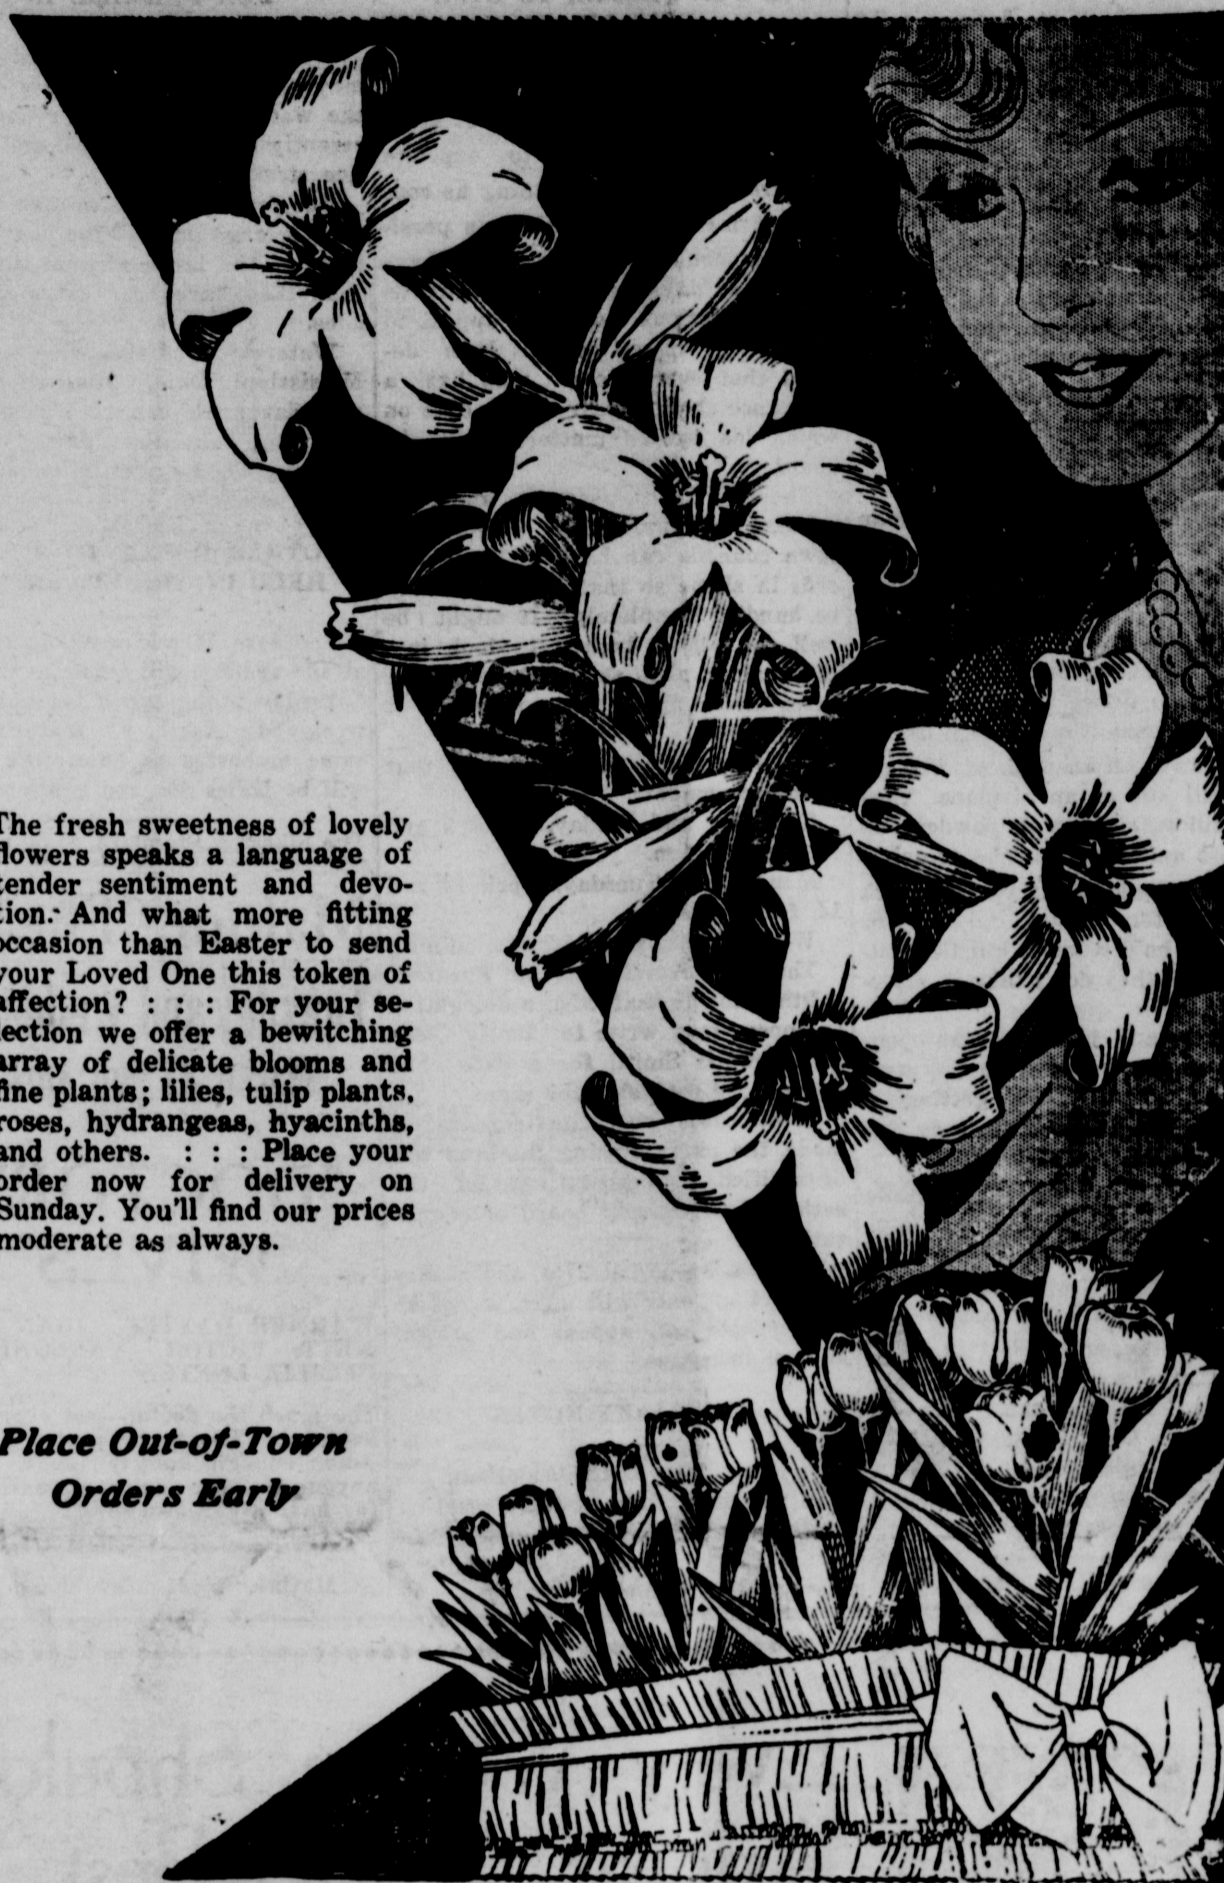 The fresh sweetness of lovely
flowers speaks a language of
tender sentiment and devo-
tion. And what more fitting
occasion than Easter to send
your Loved One this token of
affection? : : : For your se-
lection we offer a bewitching
array of delicate blooms and
fine plants; lilies, tulip plants,
roses, hydrangeas, hyacinths,
and others. : : : Place your
order now for delivery on
Sunday. You'll find our prices
moderate as always.
Place Out-of-Town
Orders Early